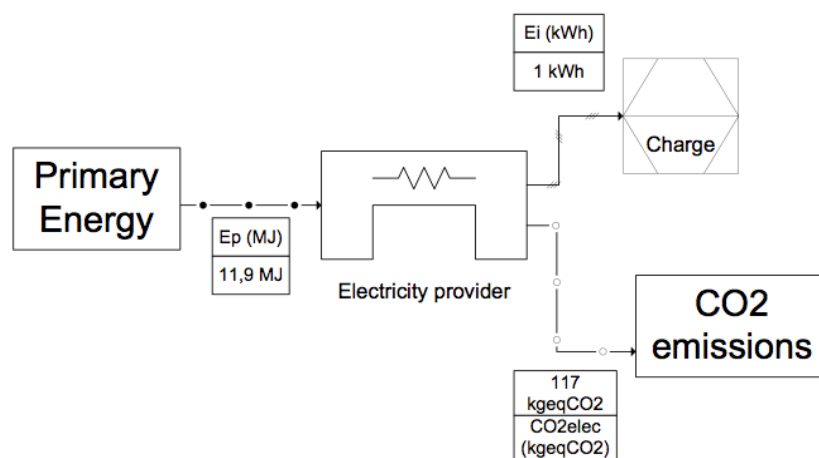 Ei (kWh)
1 kWh
Charge
Primary
Energy
Ep (MJ)
11,9 MJ
Electricity provider
CO2
emissions
117
kgeqCO2
CO2elec
(kgeqCO2)